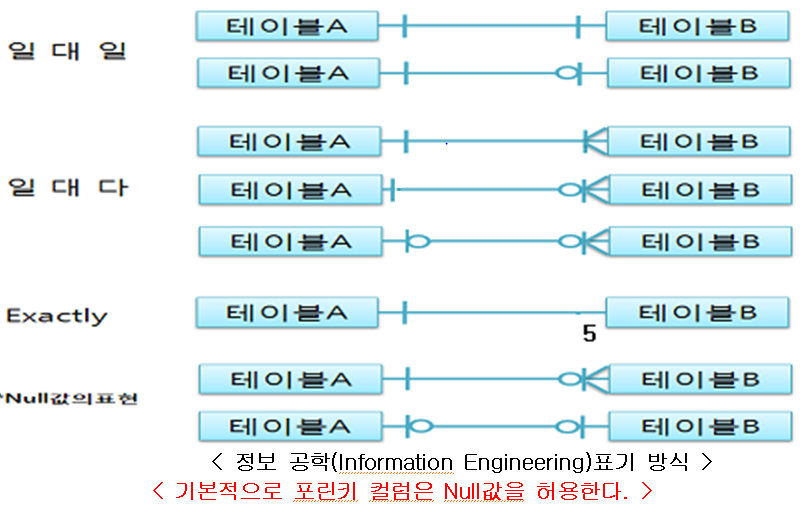 테이블A 테이블B
일 대 일
테이블A 테이블B
테이블A 테이블B
일 대 다 테이블A 테이블B
테이블A 테이블B
Exactly 테이블A 테이블B
5
테이블A 테이블B
*Null값의표현
테이블A 테이블B
< 정보 공학(Information Engineering)표기 방식 >
< 기본적으로 포린키 컬럼은 Null값을 허용한다. >